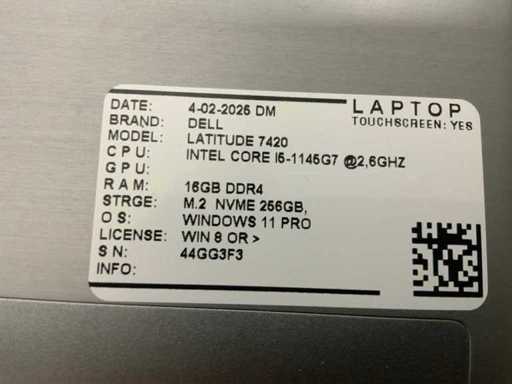 LAPTOP
TOUCHSCREEN: YES
DATE: 4-02-2025 DM
BRAND: DELL
MODEL: LATITUDE 7420
CPU: INTEL CORE I5-1145G7 @2,6GHZ
GPU:
RAM: 16GB DDR4
STRGE: M.2 NVME 256GB,
OS: WINDOWS 11 PRO
LICENSE: WIN 8 OR >
SN: 44GG3F3
INFO: